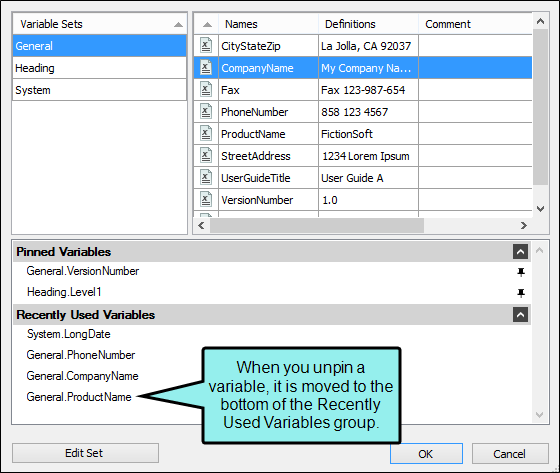 Variable Sets
General
Heading
System
Names Definitions Comment
CityStateZip La Jolla, CA 92037
CompanyName My Company Na...
Fax Fax 123-987-654
PhoneNumber 858 123 4567
ProductName FictionSoft
StreetAddress 1234 Lorem Ipsum
UserGuideTitle User Guide A
VersionNumber 1.0
Pinned Variables
General.VersionNumber
Heading.Level1
Recently Used Variables
System.LongDate
General.PhoneNumber
General.CompanyName
General.ProductName
When you unpin a
variable, it is moved to the
bottom of the Recently
Used Variables group.
Edit Set
OK
Cancel